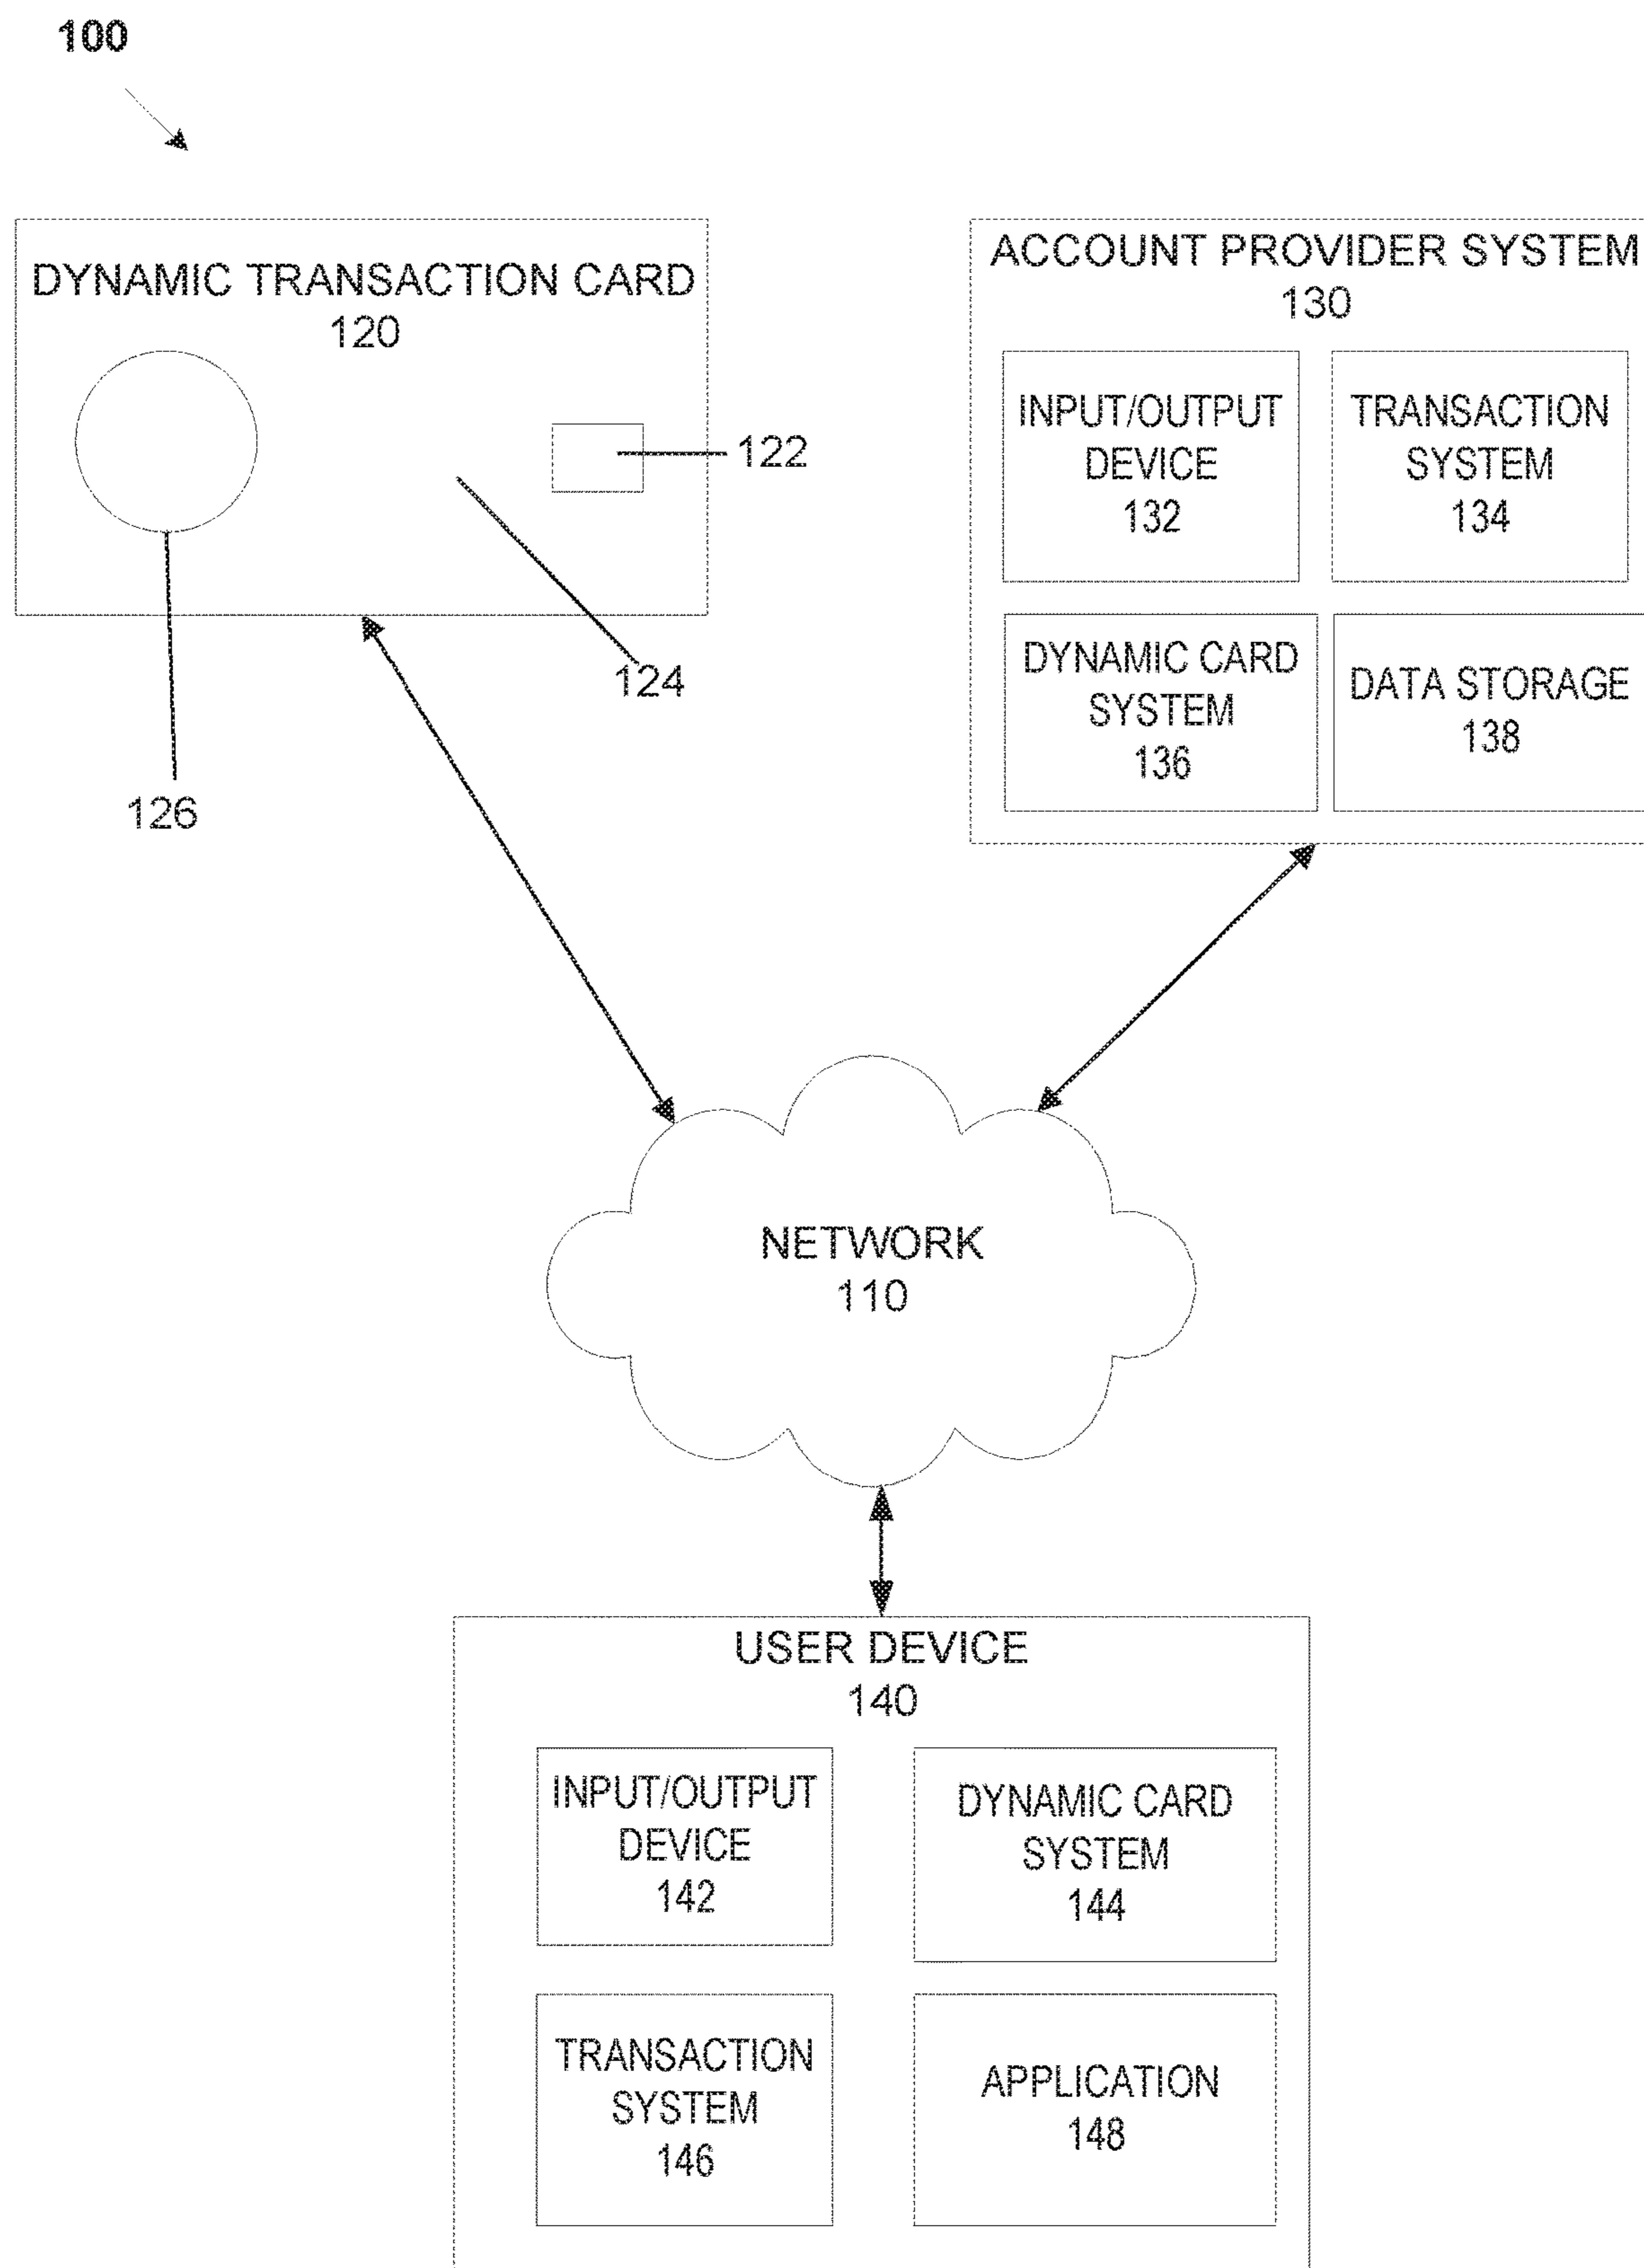 100
DYNAMIC TRANSACTION CARD
120
122
124
126
ACCOUNT PROVIDER SYSTEM
130
INPUT/OUTPUT
DEVICE
132
TRANSACTION
SYSTEM
134
DYNAMIC CARD
SYSTEM
136
DATA STORAGE
138
NETWORK
110
USER DEVICE
140
INPUT/OUTPUT
DEVICE
142
DYNAMIC CARD
SYSTEM
144
TRANSACTION
SYSTEM
146
APPLICATION
148